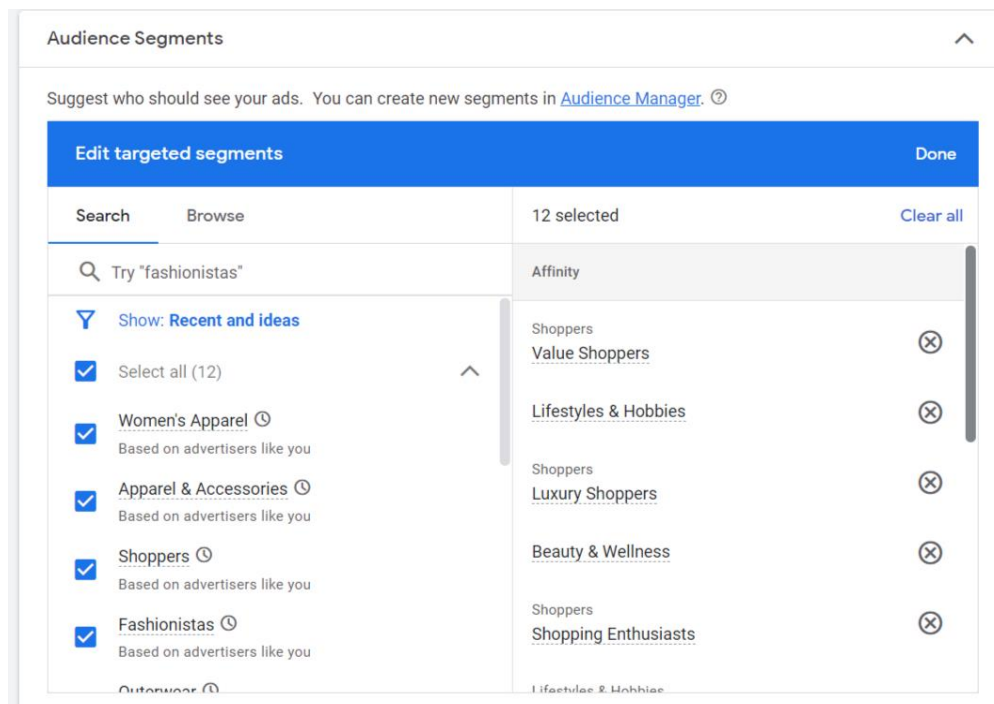 Audience Segments
Suggest who should see your ads. You can create new segments in Audience Manager.
Edit targeted segments
Done
Search
Browse
12 selected
Clear all
Try "fashionistas"
Affinity
Show: Recent and ideas
Select all (12)
Women's Apparel
Based on advertisers like you
Apparel & Accessories
Based on advertisers like you
Shoppers
Based on advertisers like you
Fashionistas
Based on advertisers like you
Outerwear
Shoppers
Value Shoppers
Lifestyles & Hobbies
Shoppers
Luxury Shoppers
Beauty & Wellness
Shoppers
Shopping Enthusiasts
Lifestyles & Hobbies